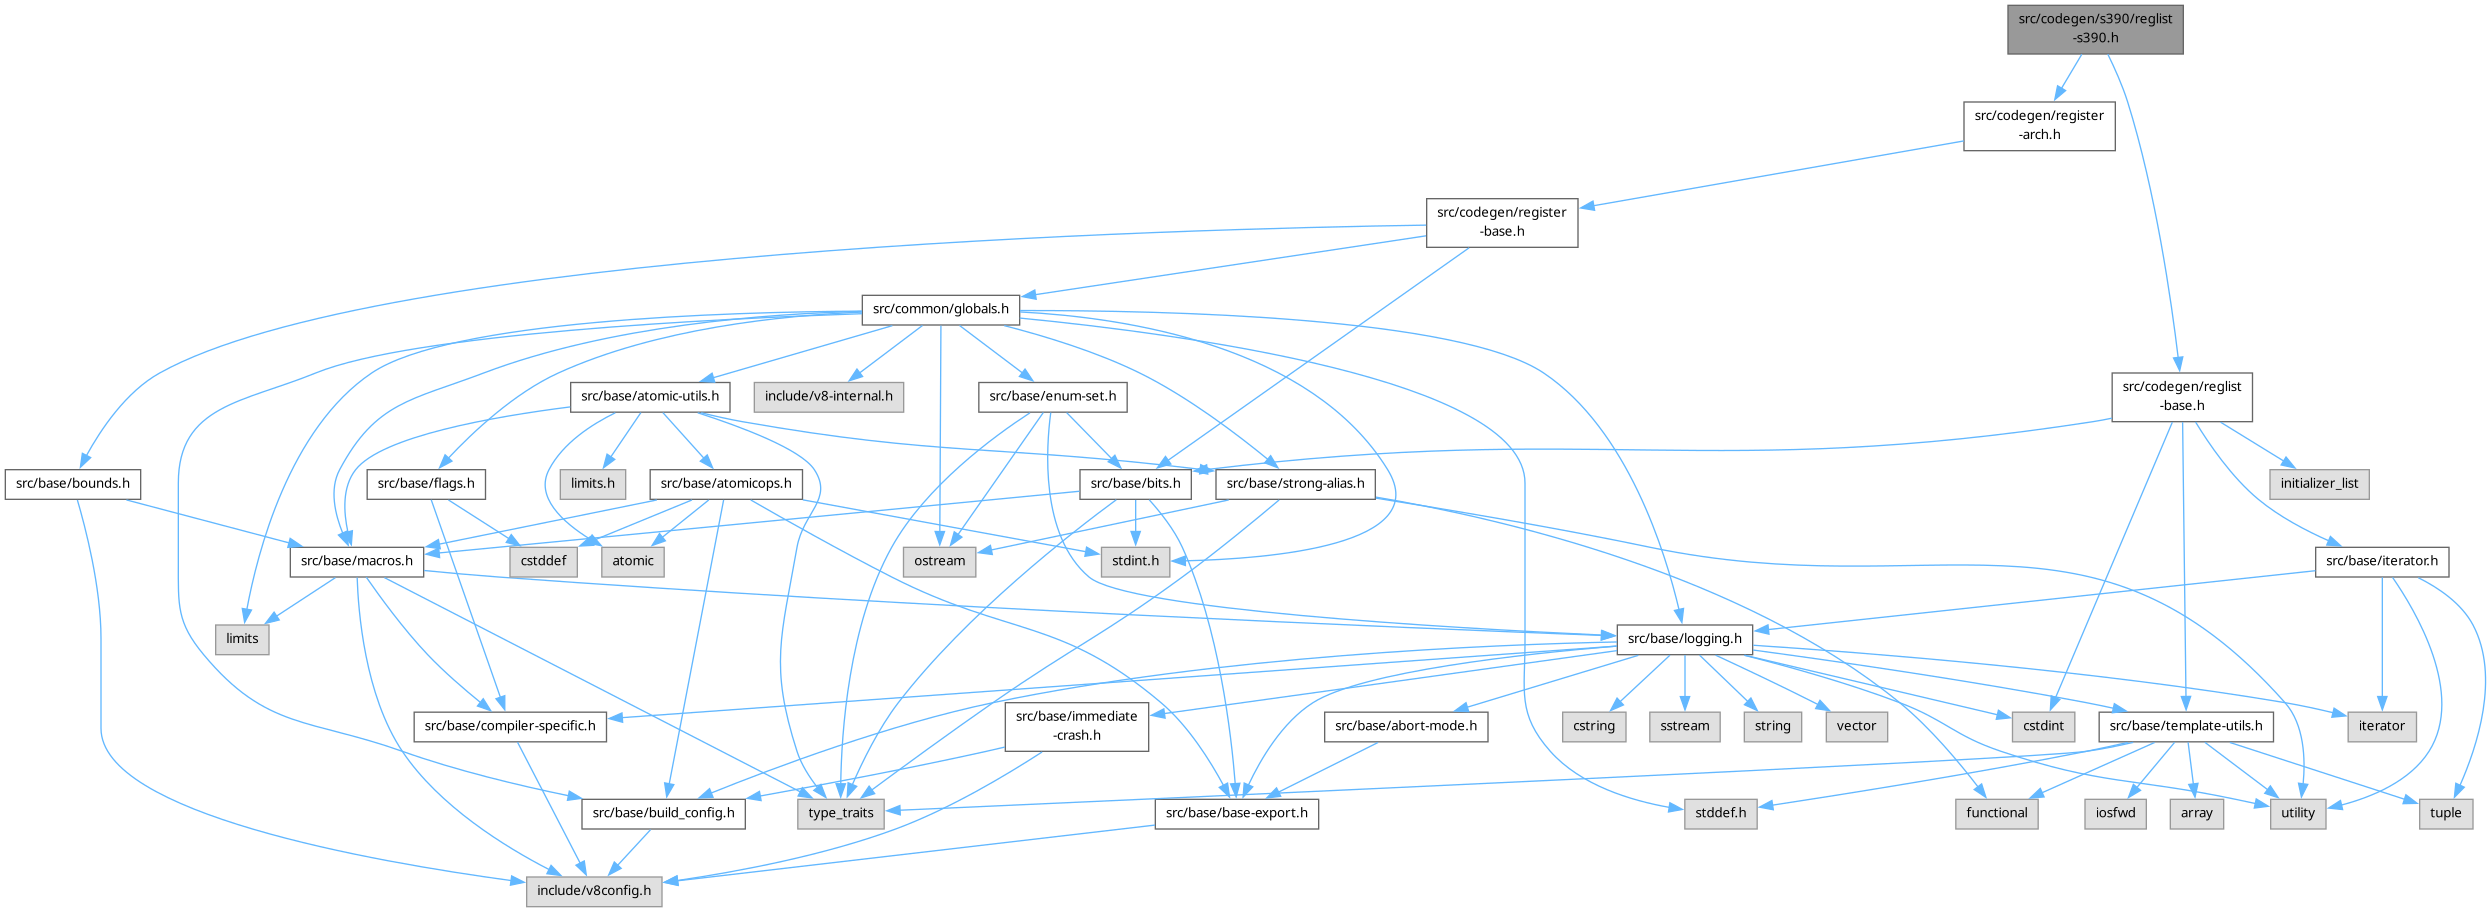 src/codegen/s390/reglist
-s390.h
src/codegen/register
-arch.h
src/codegen/register
-base.h
src/common/globals.h
src/base/atomic-utils.h
include/v8-internal.h
src/base/enum-set.h
src/codegen/reglist
-base.h
src/base/bounds.h
src/base/flags.h
limits.h
src/base/atomicops.h
src/base/bits.h
src/base/strong-alias.h
initializer_list
src/base/macros.h
cstddef
atomic
ostream
stdint.h
src/base/iterator.h
limits
src/base/logging.h
src/base/compiler-specific.h
src/base/immediate
-crash.h
src/base/abort-mode.h
cstring
sstream
string
vector
cstdint
src/base/template-utils.h
iterator
src/base/build_config.h
type_traits
src/base/base-export.h
stddef.h
functional
iosfwd
array
utility
tuple
include/v8config.h